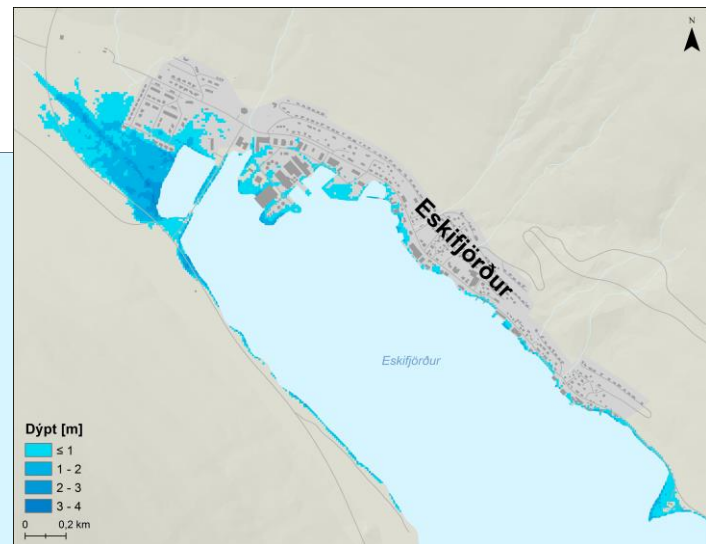 N
Eskifjörður
Eskifjörður
Dýpt [m]
≤ 1
1 - 2
2 - 3
3 - 4
0 0,2 km